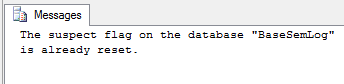 Messages
The suspect flag on the database "BaseSemLog"
is already reset.